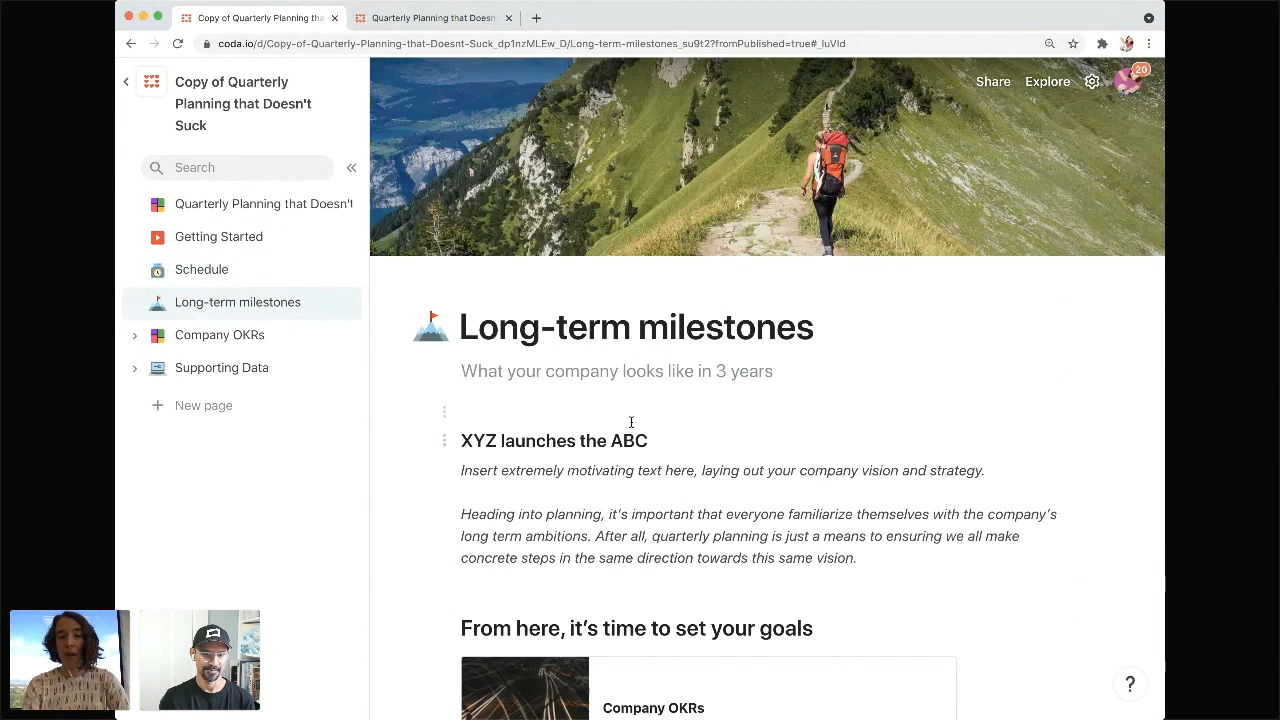 Copy of Quarterly Planning tha
Quarterly Planning that Doesn'
coda.io/d/Copy-of-Quarterly-Planning-that-Doesnt-Suck_dp1nzMLEw_D/Long-term-milestones_su9t2?fromPublished=true#_luVId
Copy of Quarterly
Planning that Doesn't
Suck
Share Explore
20
Search
Quarterly Planning that Doesn't
Getting Started
Schedule
Long-term milestones
Company OKRs
Supporting Data
New page
Long-term milestones
What your company looks like in 3 years
XYZ launches the ABC
Insert extremely motivating text here, laying out your company vision and strategy.
Heading into planning, it's important that everyone familiarize themselves with the company's
long term ambitions. After all, quarterly planning is just a means to ensuring we all make
concrete steps in the same direction towards this same vision.
From here, it's time to set your goals
Company OKRs
?